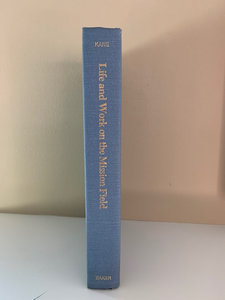 KANE
Life and Work on the Mission Field
BAKER